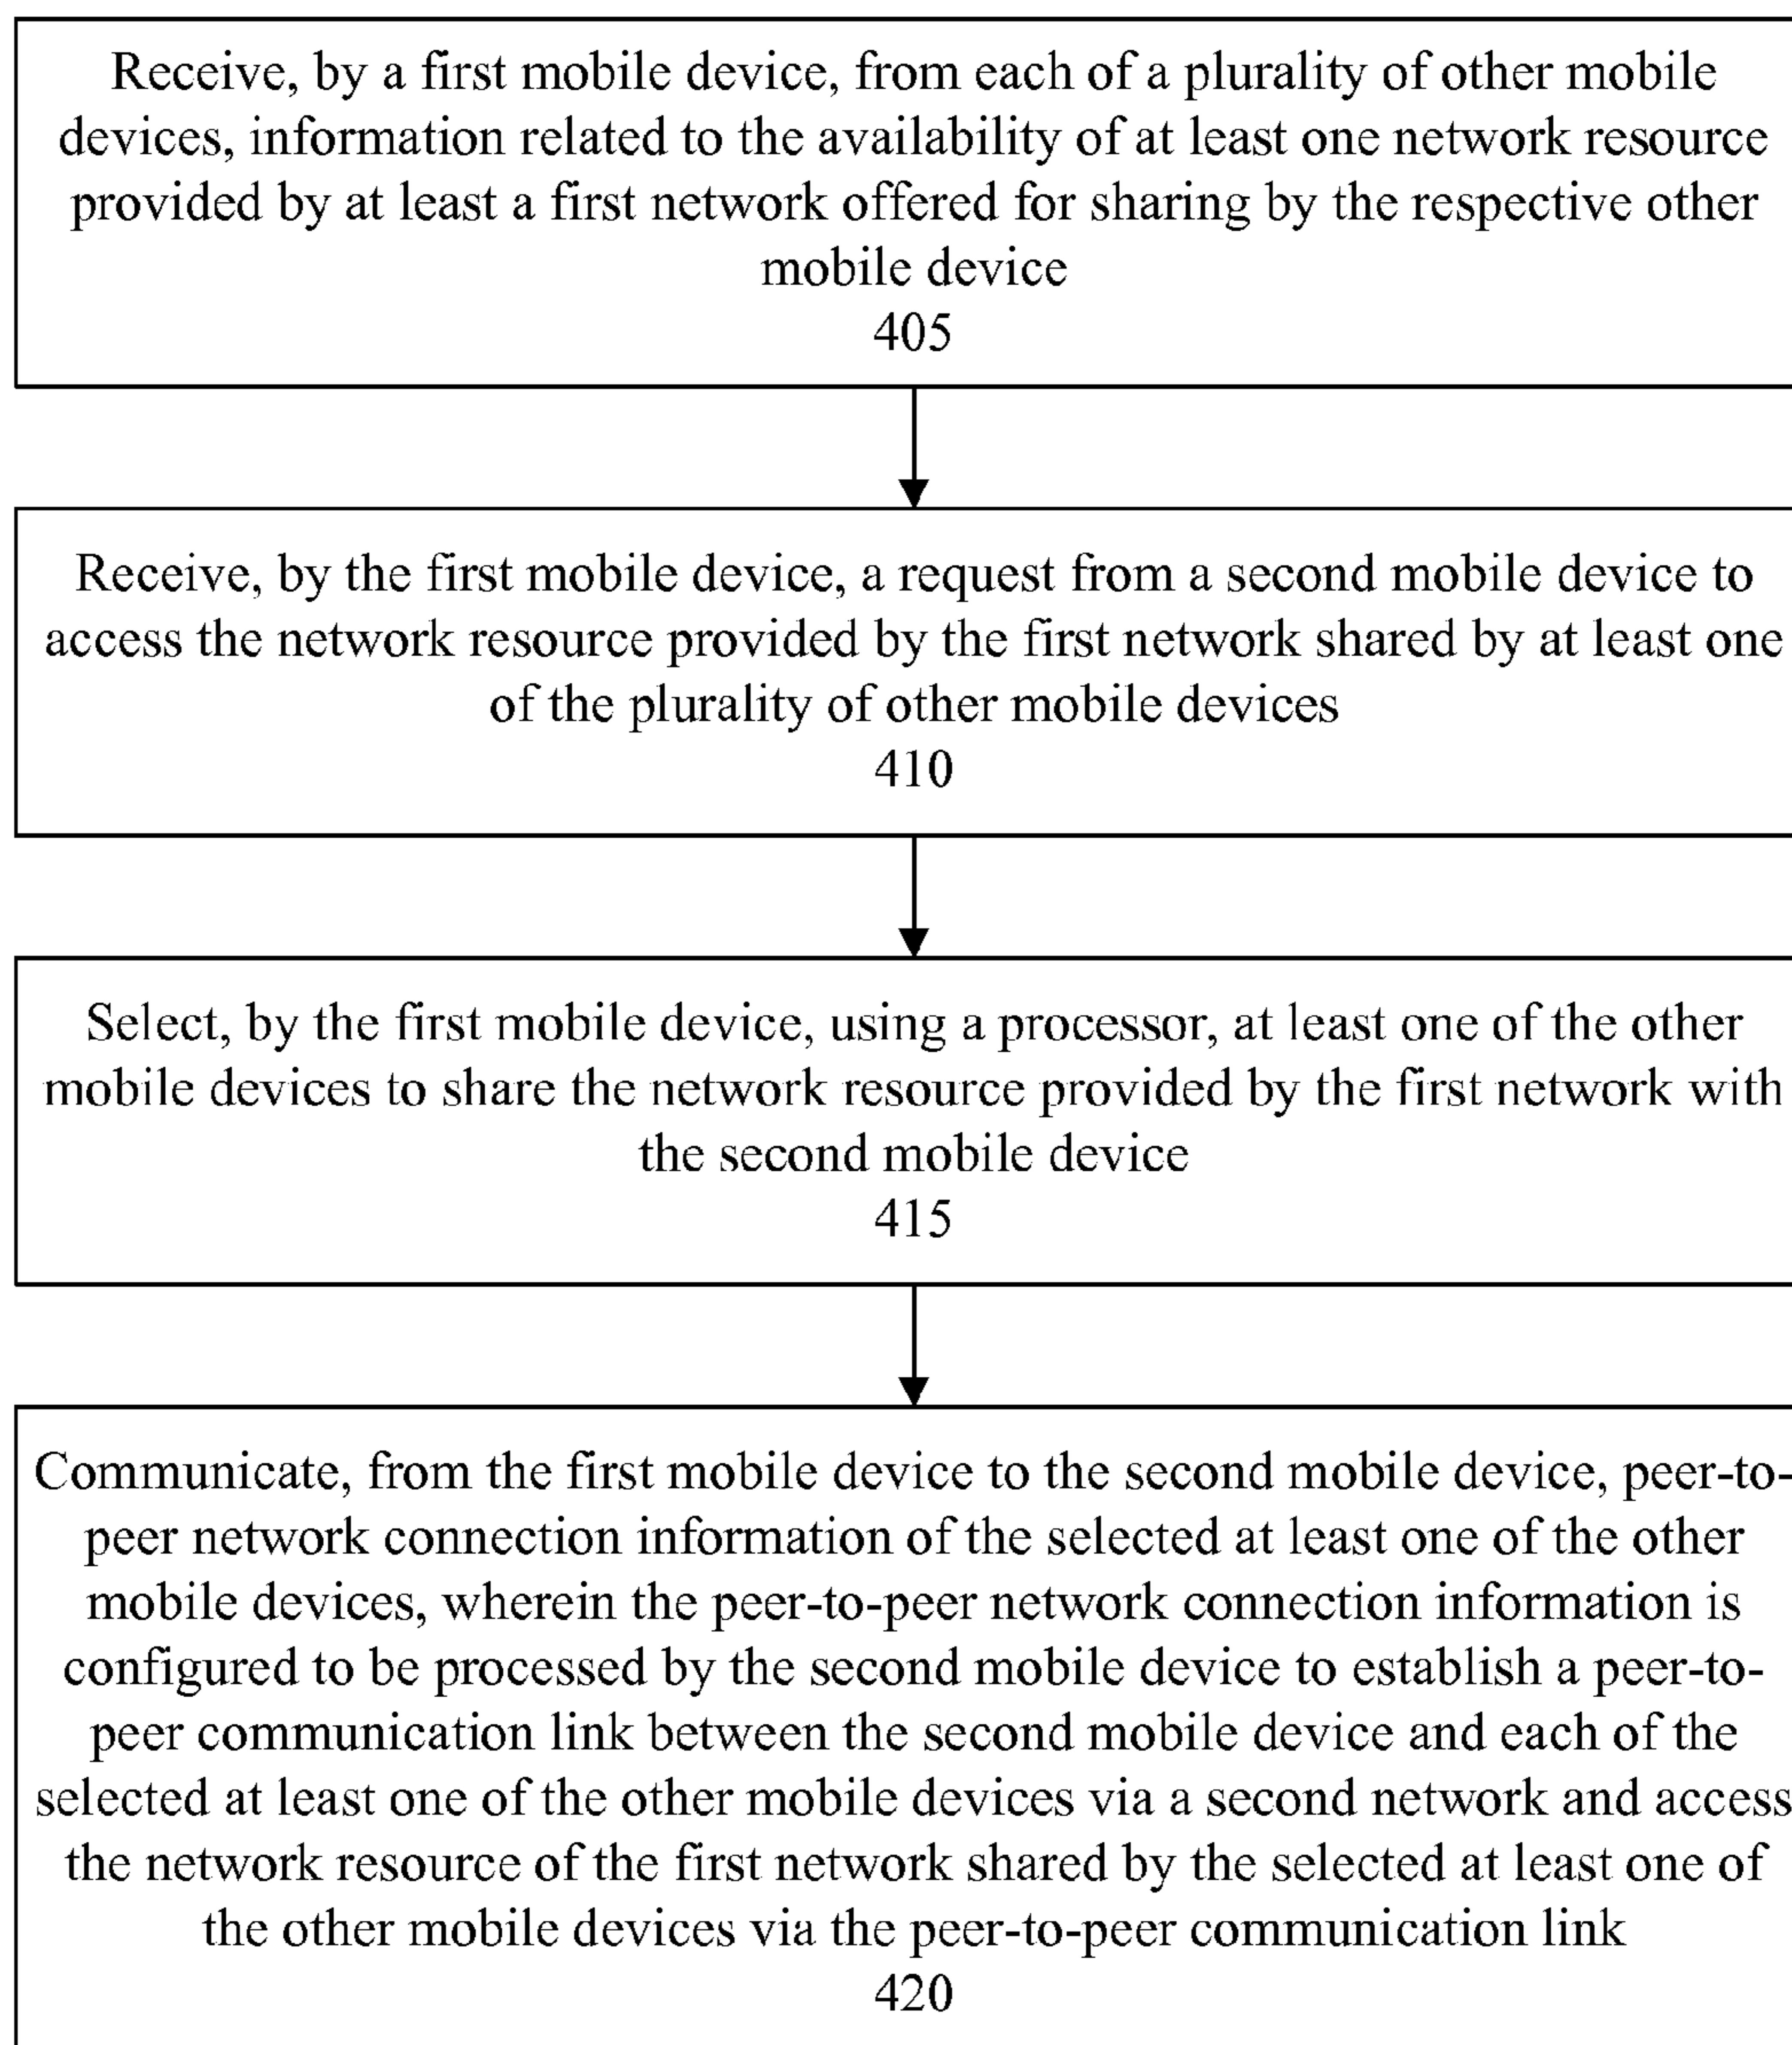 Receive, by a first mobile device, from each of a plurality of other mobile
devices, information related to the availability of at least one network resource
provided by at least a first network offered for sharing by the respective other
mobile device
405
Receive, by the first mobile device, a request from a second mobile device to
access the network resource provided by the first network shared by at least one
of the plurality of other mobile devices
410
Select, by the first mobile device, using a processor, at least one of the other
mobile devices to share the network resource provided by the first network with
the second mobile device
415
Communicate, from the first mobile device to the second mobile device, peer-to-
peer network connection information of the selected at least one of the other
mobile devices, wherein the peer-to-peer network connection information is
configured to be processed by the second mobile device to establish a peer-to-
peer communication link between the second mobile device and each of the
selected at least one of the other mobile devices via a second network and access
the network resource of the first network shared by the selected at least one of
the other mobile devices via the peer-to-peer communication link
420